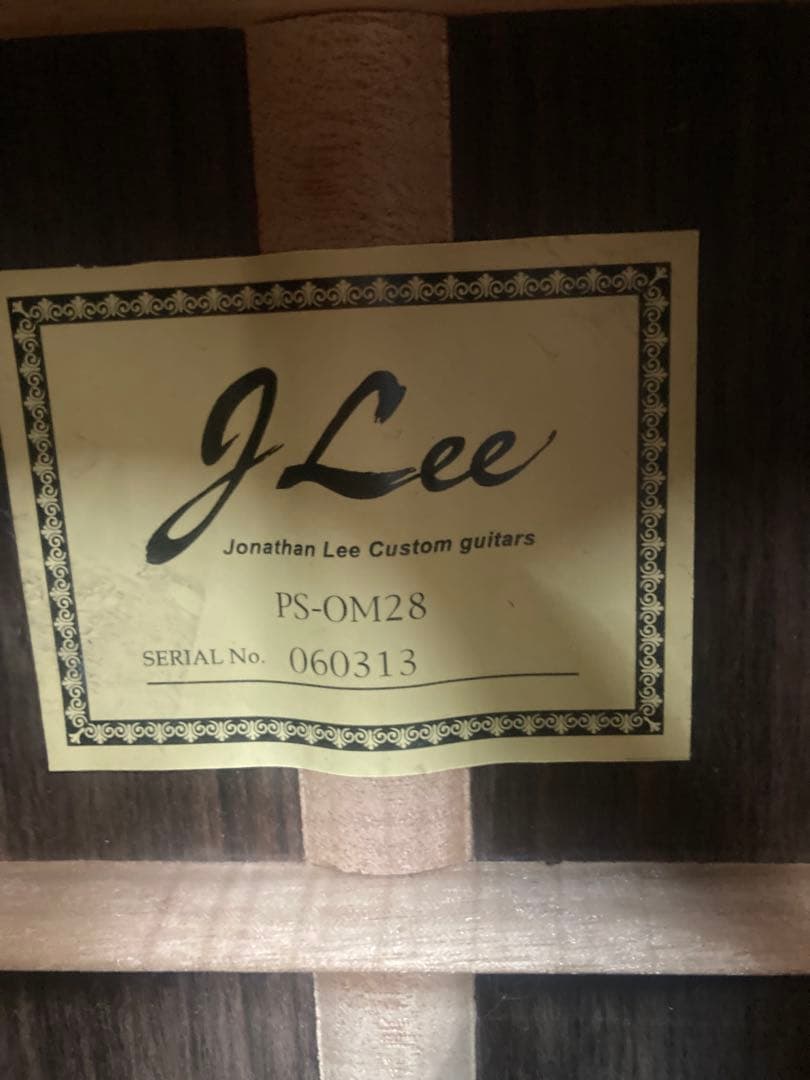 J Lee
Jonathan Lee Custom guitars
PS-OM28
SERIAL No. 060313